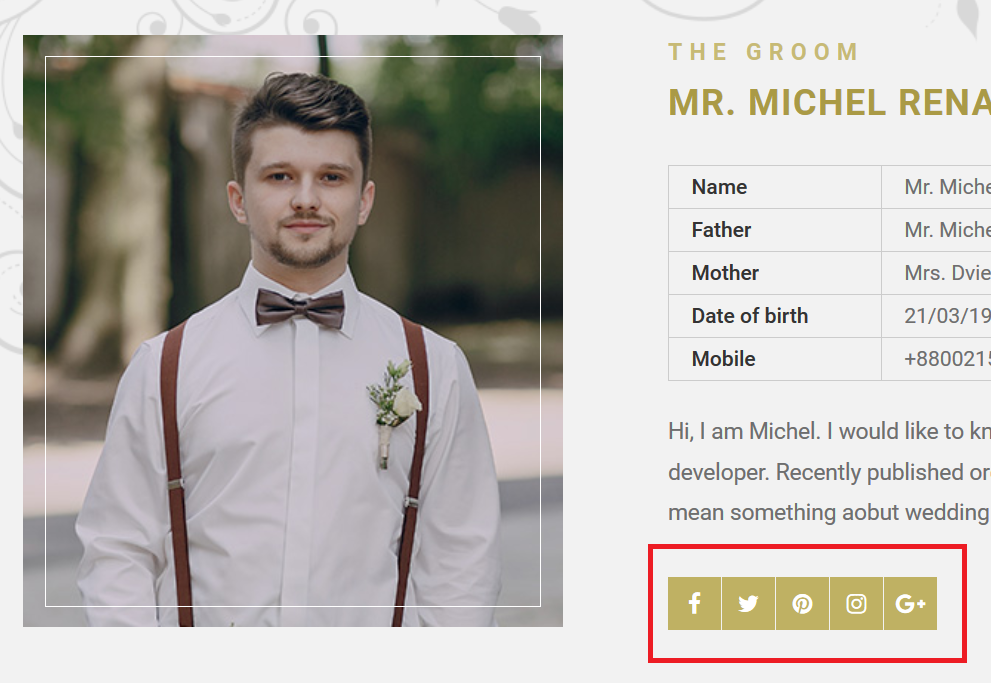 THE GROOM
MR. MICHEL RENA
Name Mr. Miche
Father Mr. Miche
Mother Mrs. Dvie
Date of birth 21/03/19
Mobile +880021
Hi, I am Michel. I would like to kn
developer. Recently published or
mean something aobut wedding